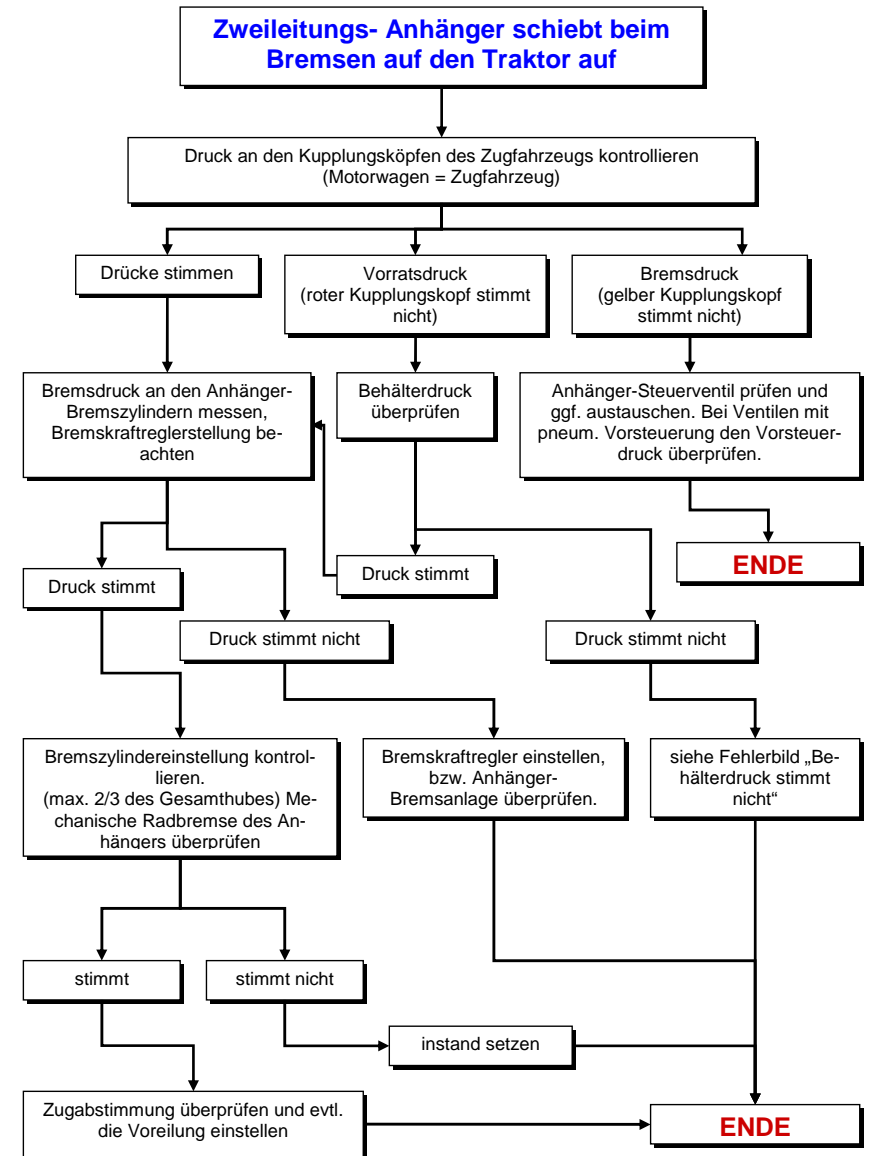 Zweileitungs- Anhänger schiebt beim
Bremsen auf den Traktor auf
Druck an den Kupplungsköpfen des Zugfahrzeugs kontrollieren
(Motorwagen = Zugfahrzeug)
Drücke stimmen
Vorratsdruck
(roter Kupplungskopf stimmt
nicht)
Bremsdruck
(gelber Kupplungskopf
stimmt nicht)
Bremsdruck an den Anhänger-
Bremszylindern messen,
Bremskraftreglerstellung be-
achten
Behälterdruck
überprüfen
Anhänger-Steuerventil prüfen und
ggf. austauschen. Bei Ventilen mit
pneum. Vorsteuerung den Vorsteuer-
druck überprüfen.
ENDE
Druck stimmt
Druck stimmt
Druck stimmt nicht
Druck stimmt nicht
Bremszylindereinstellung kontrol-
lieren.
(max. 2/3 des Gesamthubes) Me-
chanische Radbremse des An-
hängers überprüfen
Bremskraftregler einstellen,
bzw. Anhänger-
Bremsanlage überprüfen.
siehe Fehlerbild „Be-
hälterdruck stimmt
nicht“
stimmt
stimmt nicht
instand setzen
Zugabstimmung überprüfen und evtl.
die Voreilung einstellen
ENDE